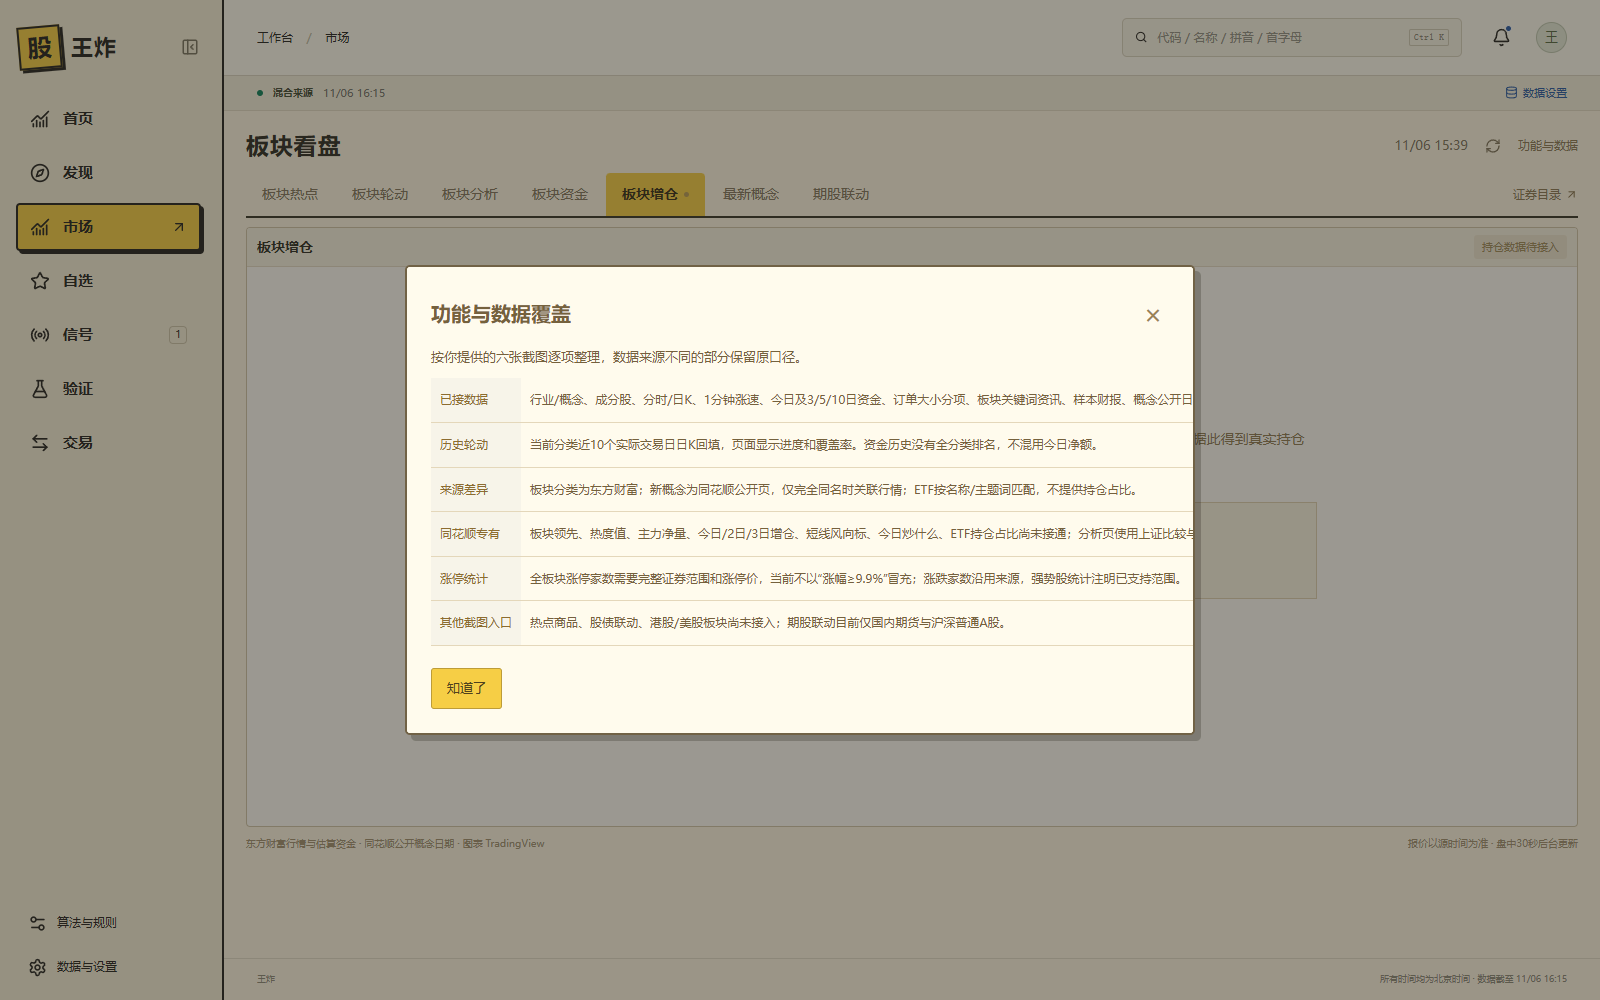 股 王炸
工作台 / 市场
代码 / 名称 / 拼音 / 首字母
Ctrl K
王
首页
发现
市场
自选
信号
1
验证
交易
算法与规则
数据与设置
混合来源 11/06 16:15
数据设置
板块看盘
11/06 15:39
功能与数据
板块热点
板块轮动
板块分析
板块资金
板块增仓
最新概念
期股联动
证券目录
板块增仓
持仓数据待接入
据此得到真实持仓
功能与数据覆盖
按你提供的六张截图逐项整理，数据来源不同的部分保留原口径。
已接数据 行业/概念、成分股、分时/日K、1分钟涨速、今日及3/5/10日资金、订单大小分项、板块关键词资讯、样本财报、概念公开日
历史轮动 当前分类近10个实际交易日日K回填，页面显示进度和覆盖率。资金历史没有全分类排名，不混用今日净额。
来源差异 板块分类为东方财富；新概念为同花顺公开页，仅完全同名时关联行情；ETF按名称/主题词匹配，不提供持仓占比。
同花顺专有 板块领先、热度值、主力净量、今日/2日/3日增仓、短线风向标、今日炒什么、ETF持仓占比尚未接通；分析页使用上证比较与
涨停统计 全板块涨停家数需要完整证券范围和涨停价，当前不以“涨幅≥9.9%”冒充；涨跌家数沿用来源，强势股统计注明已支持范围。
其他截图入口 热点商品、股债联动、港股/美股板块尚未接入；期股联动目前仅国内期货与沪深普通A股。
知道了
东方财富行情与估算资金 · 同花顺公开概念日期 · 图表 TradingView
报价以源时间为准 · 盘中30秒后台更新
王炸
所有时间均为北京时间 · 数据截至 11/06 16:15